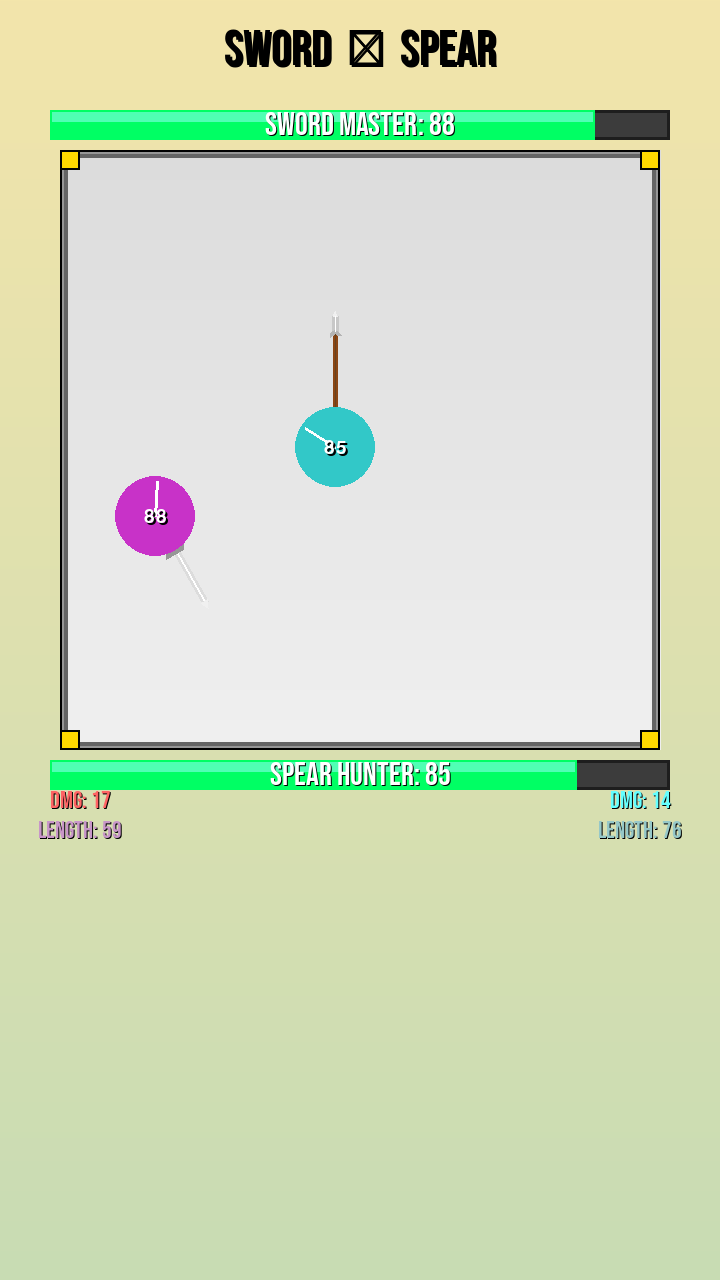 SWORD ☒ SPEAR
SWORD MASTER: 88
85
88
SPEAR HUNTER: 85
DMG: 17
DMG: 14
LENGTH: 59
LENGTH: 76